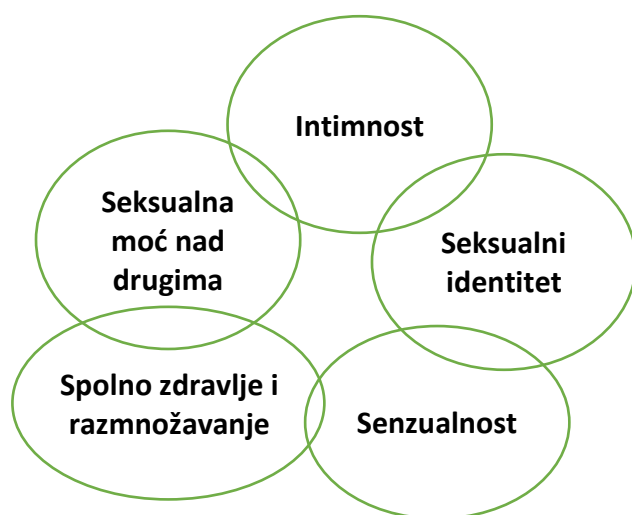 Intimnost
Seksualna
moć nad
drugima
Seksualni
identitet
Spolno zdravlje i
razmnožavanje
Senzualnost